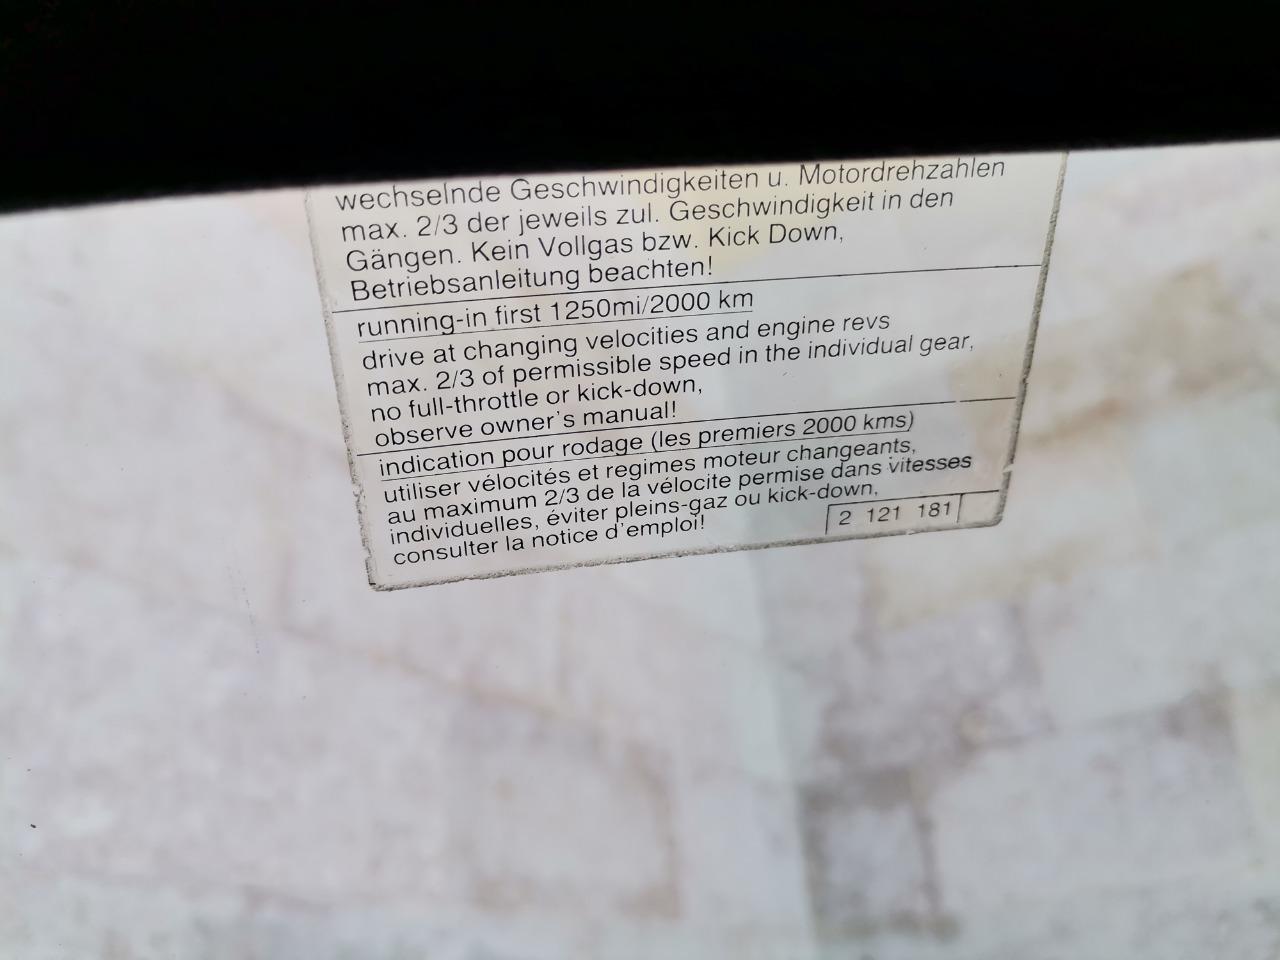 wechselnde Geschwindigkeiten u. Motordrehzahlen
max. 2/3 der jeweils zul. Geschwindigkeit in den
Gängen. Kein Vollgas bzw. Kick Down,
Betriebsanleitung beachten!
running-in first 1250mi/2000 km
drive at changing velocities and engine revs
max. 2/3 of permissible speed in the individual gear,
no full-throttle or kick-down,
observe owner's manual!
indication pour rodage (les premiers 2000 kms)
utiliser vélocités et regimes moteur changeants,
au maximum 2/3 de la vélocite permise dans vitesses
individuelles, éviter pleins-gaz ou kick-down,
consulter la notice d'emploi!
2 121 181